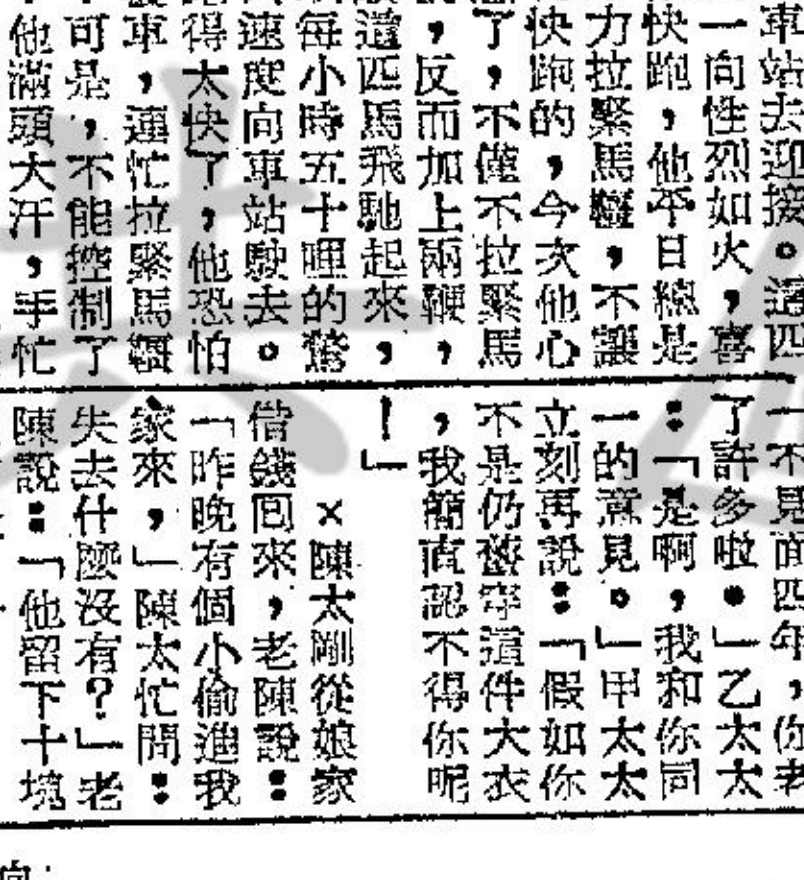 車站去迎接。這匹
一向性烈如火，喜
快跑，他平日總是
力拉緊馬韁，不讓
快跑的，今次他心
了，不僅不拉緊馬
，反而加上兩鞭，
這匹馬飛馳起來，
每小時五十哩的驚
速度向車站駛去。
得太快了，他恐怕
車，連忙拉緊馬韁
可是，不能控制了
他滿頭大汗，手忙
一不見面四年，你老
了許多啦。」乙太太
：「是啊，我和你同
一的意見。」甲太太
立刻再說：「假如你
不是仍舊穿這件大衣
，我簡直認不得你呢
！」
×陳太剛從娘家
借錢回來，老陳說：
「昨晚有個小偷進我
家來，」陳太忙問：
失去什麼沒有？」老
陳說：「他留下十塊